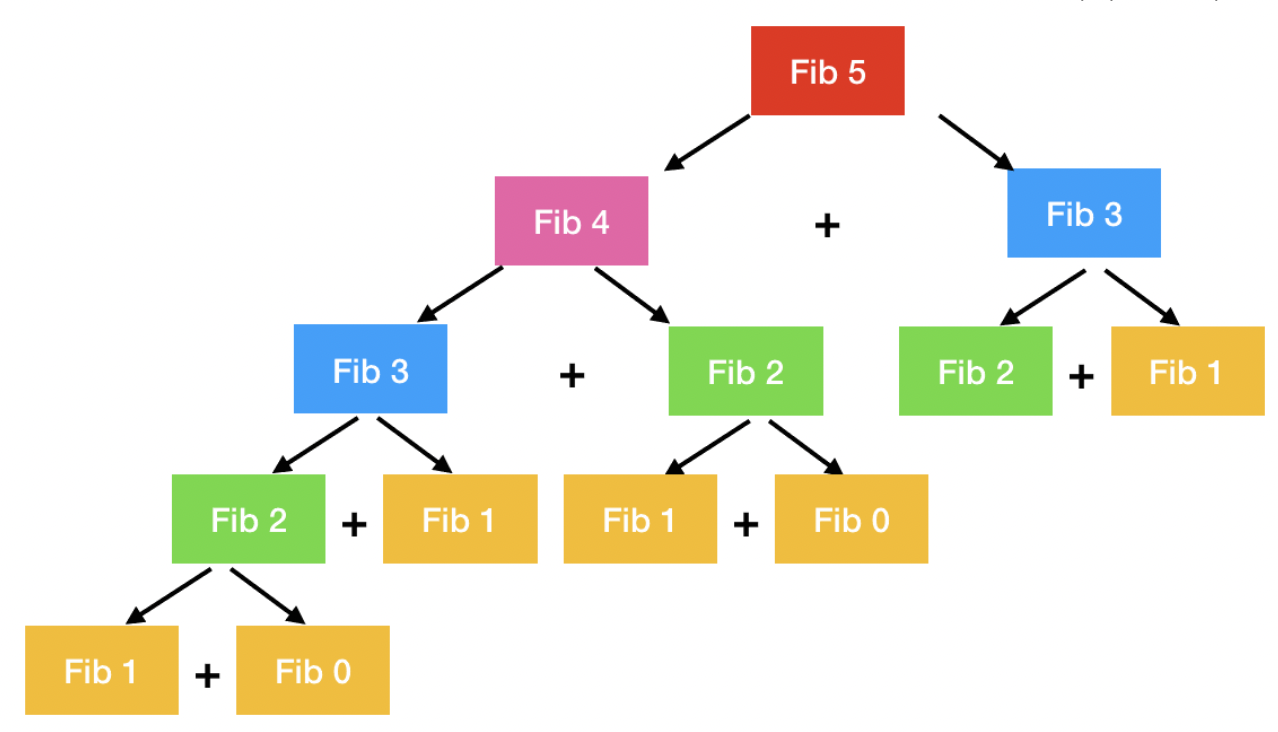 Fib 5
Fib 4 + Fib 3
Fib 3 + Fib 2 Fib 2 + Fib 1
Fib 2 + Fib 1 Fib 1 + Fib 0
Fib 1 + Fib 0